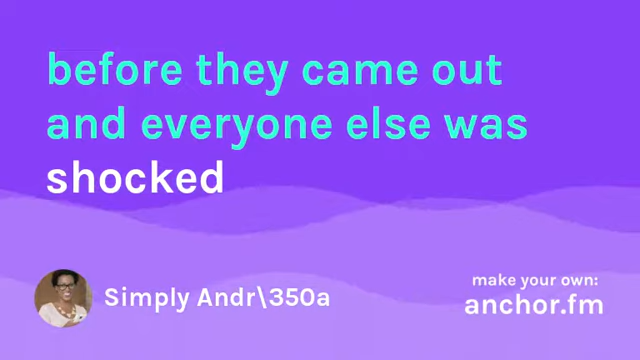 before they came out
and everyone else was
shocked
Simply Andr\350a
make your own:
anchor.fm